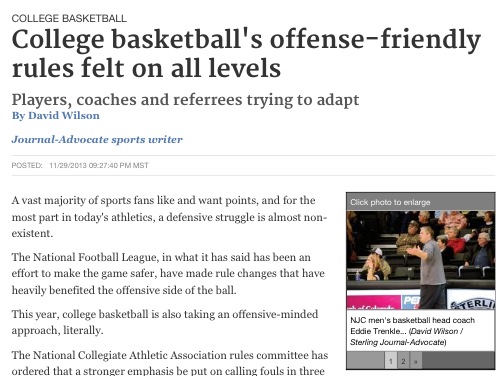 COLLEGE BASKETBALL
College basketball's offense-friendly
rules felt on all levels
Players, coaches and referrees trying to adapt
By David Wilson
Journal-Advocate sports writer
POSTED: 11/29/2013 09:27:40 PM MST
A vast majority of sports fans like and want points, and for the
most part in today's athletics, a defensive struggle is almost non-
existent.
The National Football League, in what it has said has been an
effort to make the game safer, have made rule changes that have
heavily benefited the offensive side of the ball.
This year, college basketball is also taking an offensive-minded
approach, literally.
The National Collegiate Athletic Association rules committee has
ordered that a stronger emphasis be put on calling fouls in three
Click photo to enlarge
NJC men's basketball head coach
Eddie Trenkle... (David Wilson /
Sterling Journal-Advocate)
1 2 »